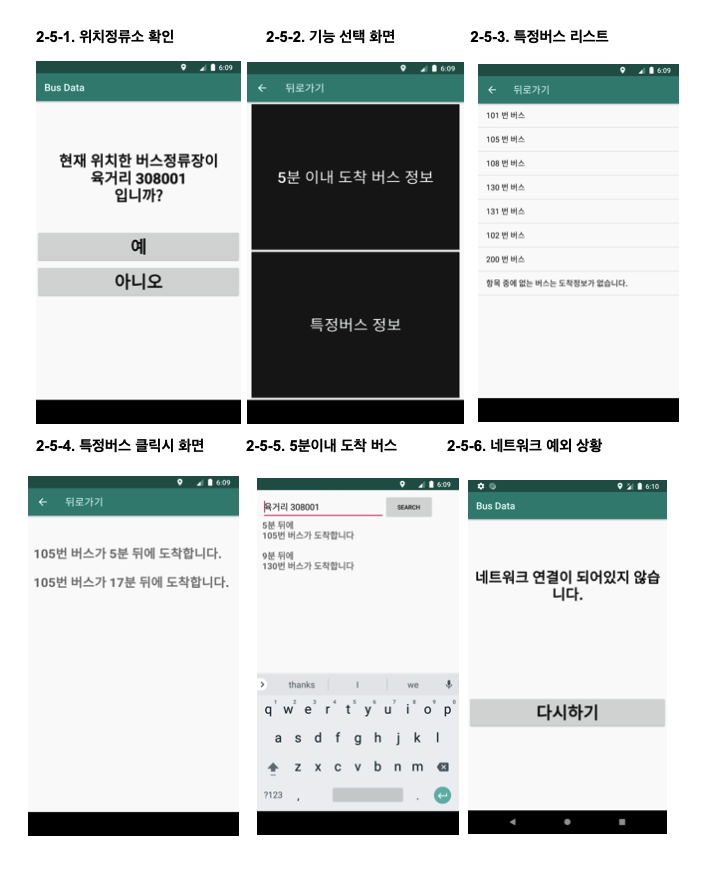 2-5-1. 위치정류소 확인
2-5-2. 기능 선택 화면
2-5-3. 특정버스 리스트
6:09
Bus Data
현재 위치한 버스정류장이
육거리 308001
입니까?
예
아니오
6:09
뒤로가기
5분 이내 도착 버스 정보
특정버스 정보
6:09
뒤로가기
101 번 버스
105 번 버스
108 번 버스
130 번 버스
131 번 버스
102 번 버스
200 번 버스
항목 중에 없는 버스는 도착정보가 없습니다.
2-5-4. 특정버스 클릭시 화면
2-5-5. 5분이내 도착 버스
2-5-6. 네트워크 예외 상황
6:09
뒤로가기
105번 버스가 5분 뒤에 도착합니다.
105번 버스가 17분 뒤에 도착합니다.
6:09
육거리 308001
SEARCH
5분 뒤에
105번 버스가 도착합니다
9분 뒤에
130번 버스가 도착합니다
thanks I we
q1 w2 e3 r4 t5 y6 u7 i8 o9 p0
a s d f g h j k l
z x c v b n m
?123 , .
6:10
Bus Data
네트워크 연결이 되어있지 않습
니다.
다시하기